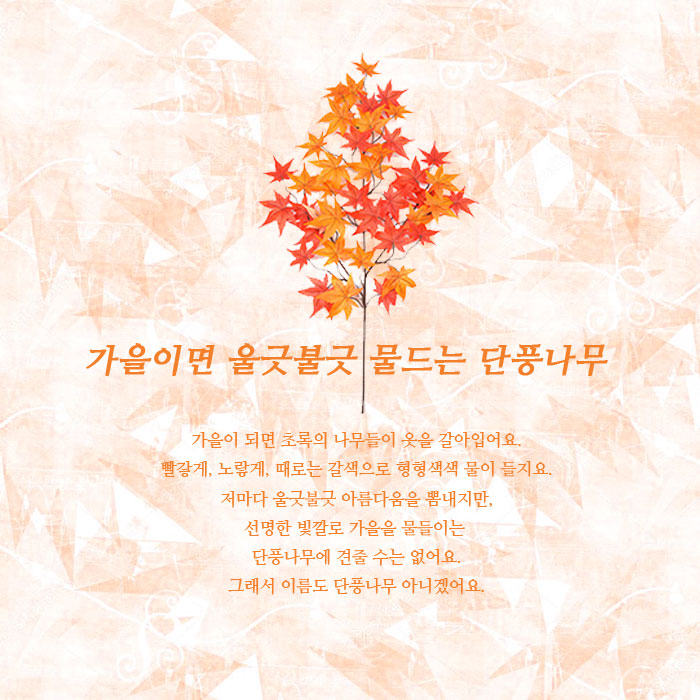 가을이면 울긋불긋 물드는 단풍나무
가을이 되면 초록의 나무들이 옷을 갈아입어요.
빨갛게, 노랗게, 때로는 갈색으로 형형색색 물이 들지요.
저마다 울긋불긋 아름다움을 뽐내지만,
선명한 빛깔로 가을을 물들이는
단풍나무에 견줄 수는 없어요.
그래서 이름도 단풍나무 아니겠어요.